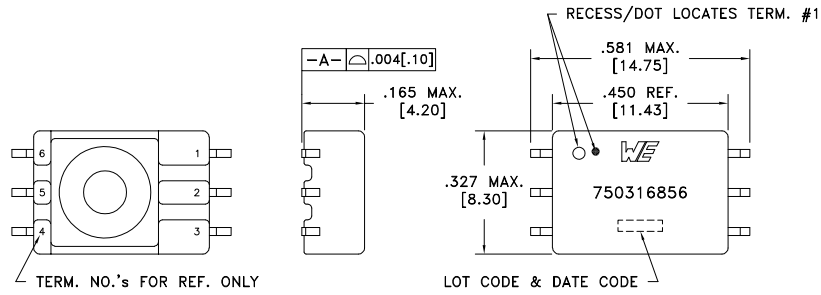 RECESS/DOT LOCATES TERM. #1
-A- ⌓ .004[.10]
.581 MAX.
[14.75]
.165 MAX.
[4.20]
.450 REF.
[11.43]
6
1
5
2
4
3
.327 MAX.
[8.30]
WE
750316856
TERM. NO.'s FOR REF. ONLY
LOT CODE & DATE CODE